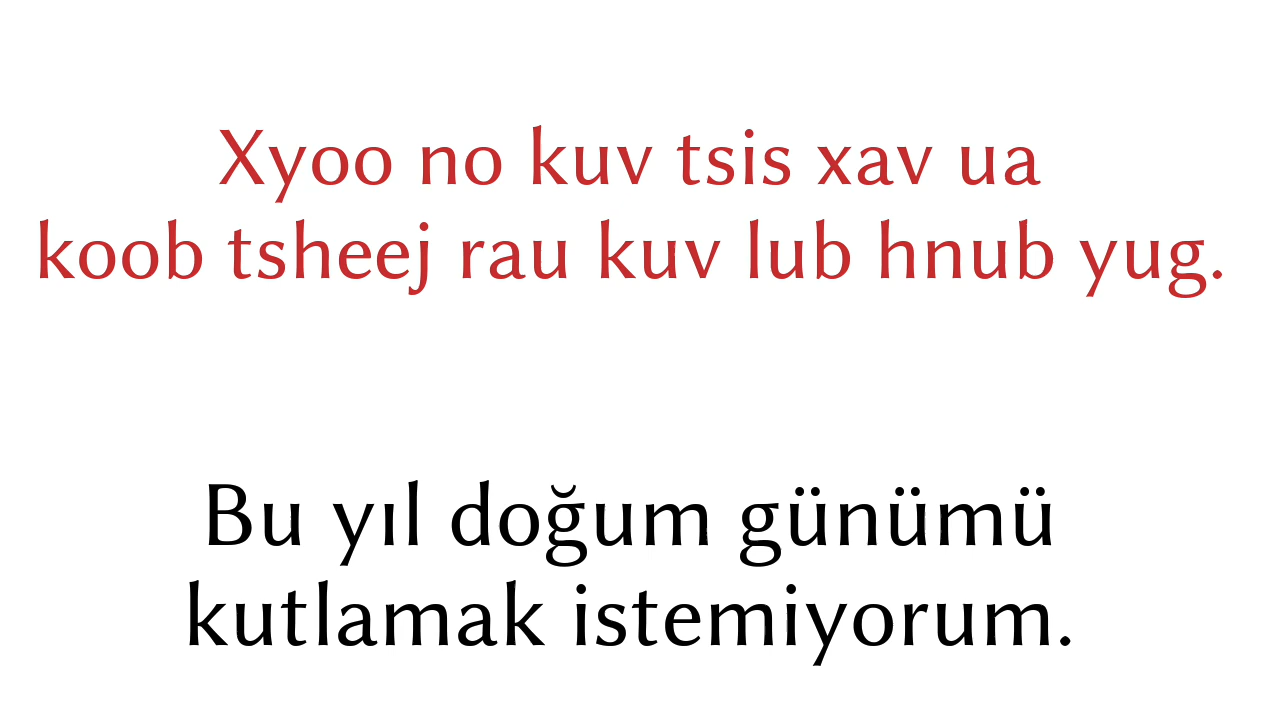 Xyoo no kuv tsis xav ua
koob tsheej rau kuv lub hnub yug.
Bu yıl doğum günümü
kutlamak istemiyorum.